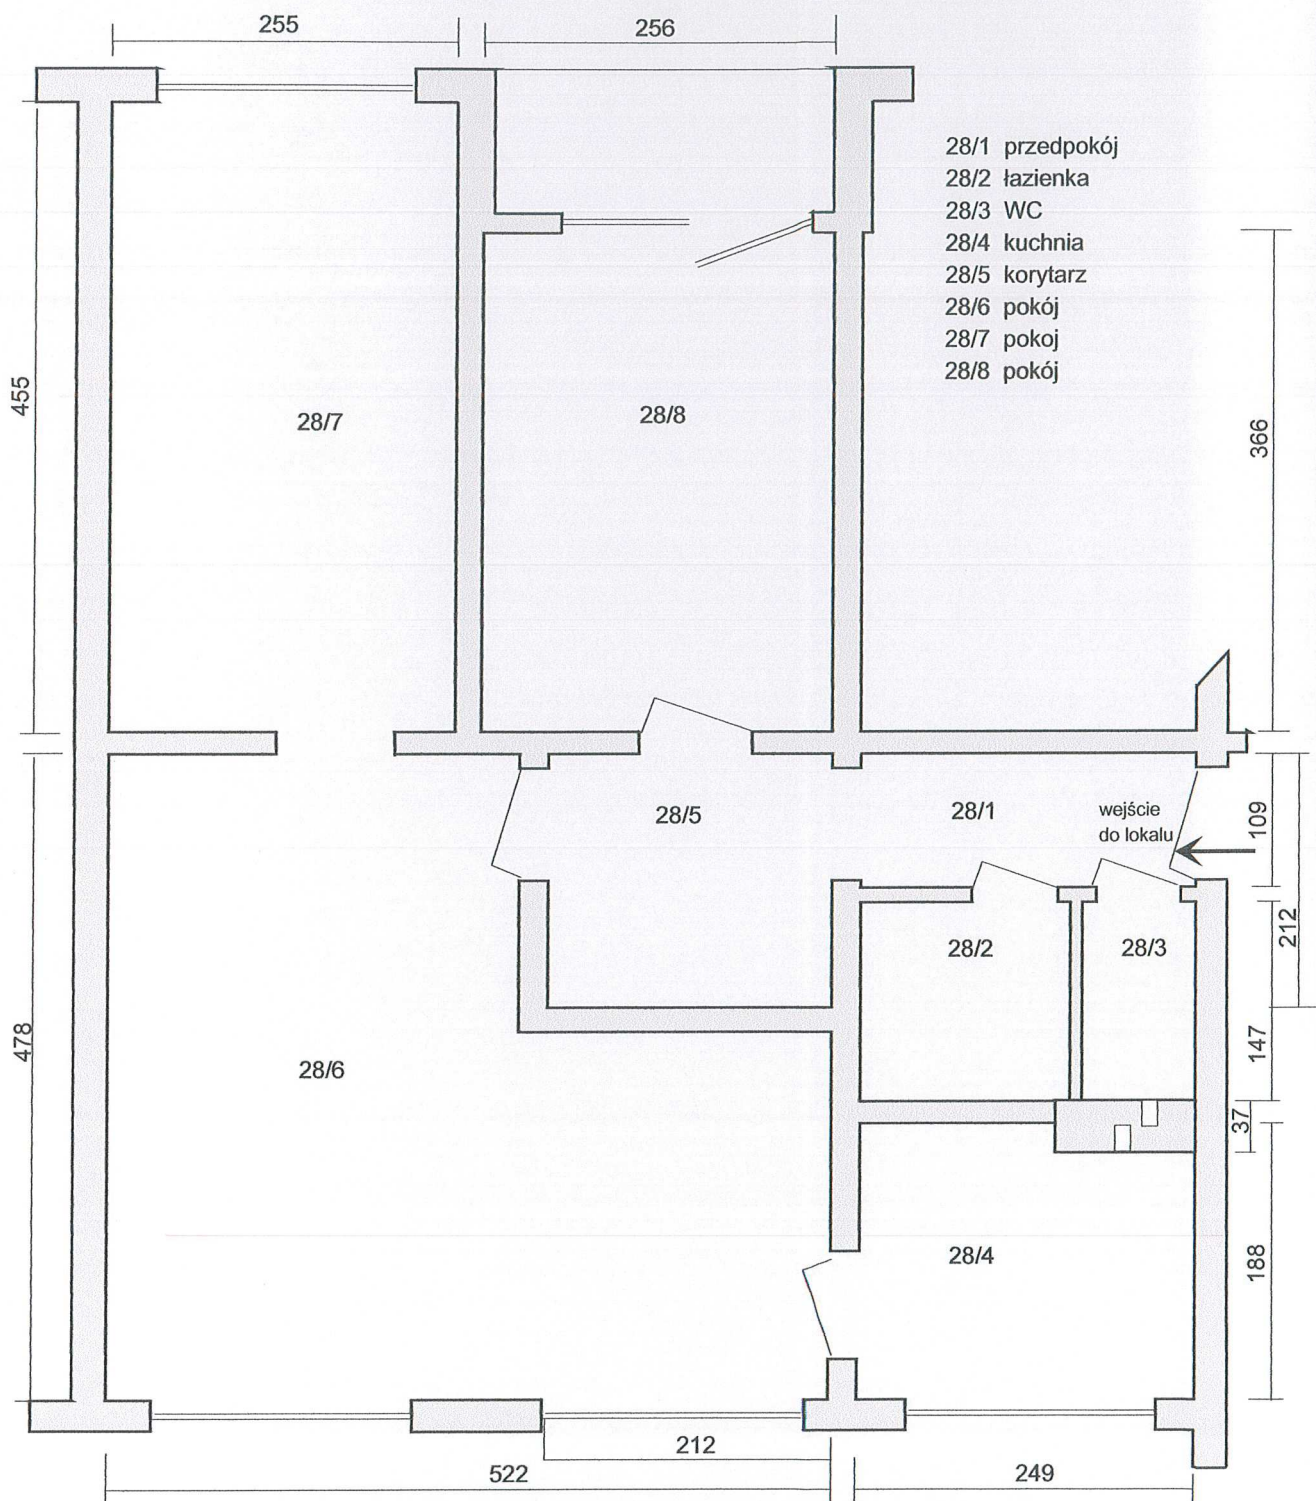 255
256
28/1 przedpokój
28/2 łazienka
28/3 WC
28/4 kuchnia
28/5 korytarz
28/6 pokój
28/7 pokoj
28/8 pokój
455
28/7
28/8
366
28/5
28/1
wejście
do lokalu
109
28/2
28/3
212
478
28/6
147
37
28/4
188
212
522
249